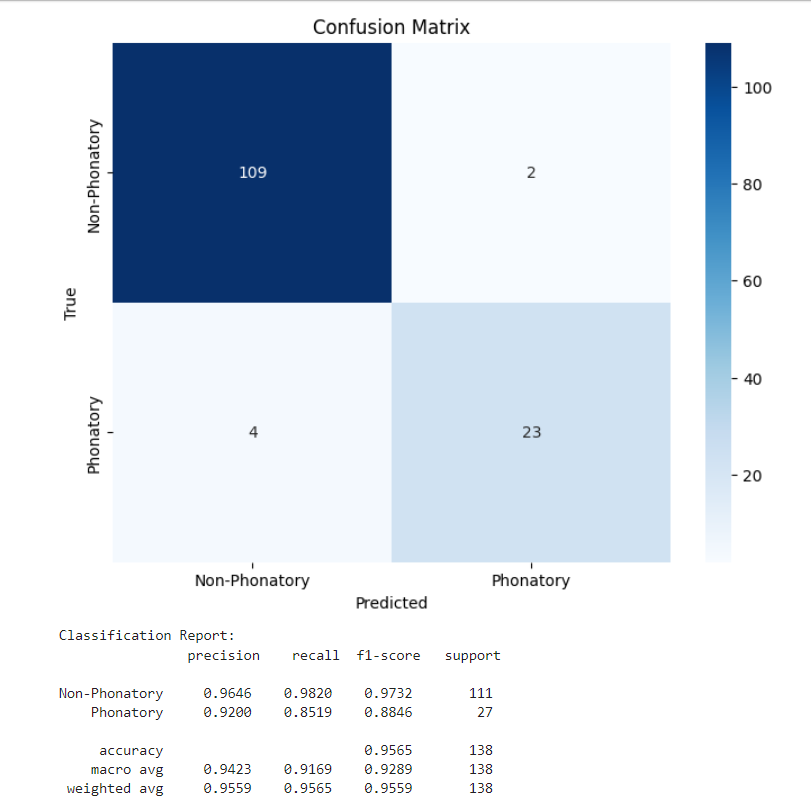 Confusion Matrix
Non-Phonatory
109
2
100
80
60
True
40
Phonatory
4
23
20
Non-Phonatory Phonatory
Predicted
Classification Report:
precision recall f1-score support
Non-Phonatory 0.9646 0.9820 0.9732 111
Phonatory 0.9200 0.8519 0.8846 27
accuracy 0.9565 138
macro avg 0.9423 0.9169 0.9289 138
weighted avg 0.9559 0.9565 0.9559 138